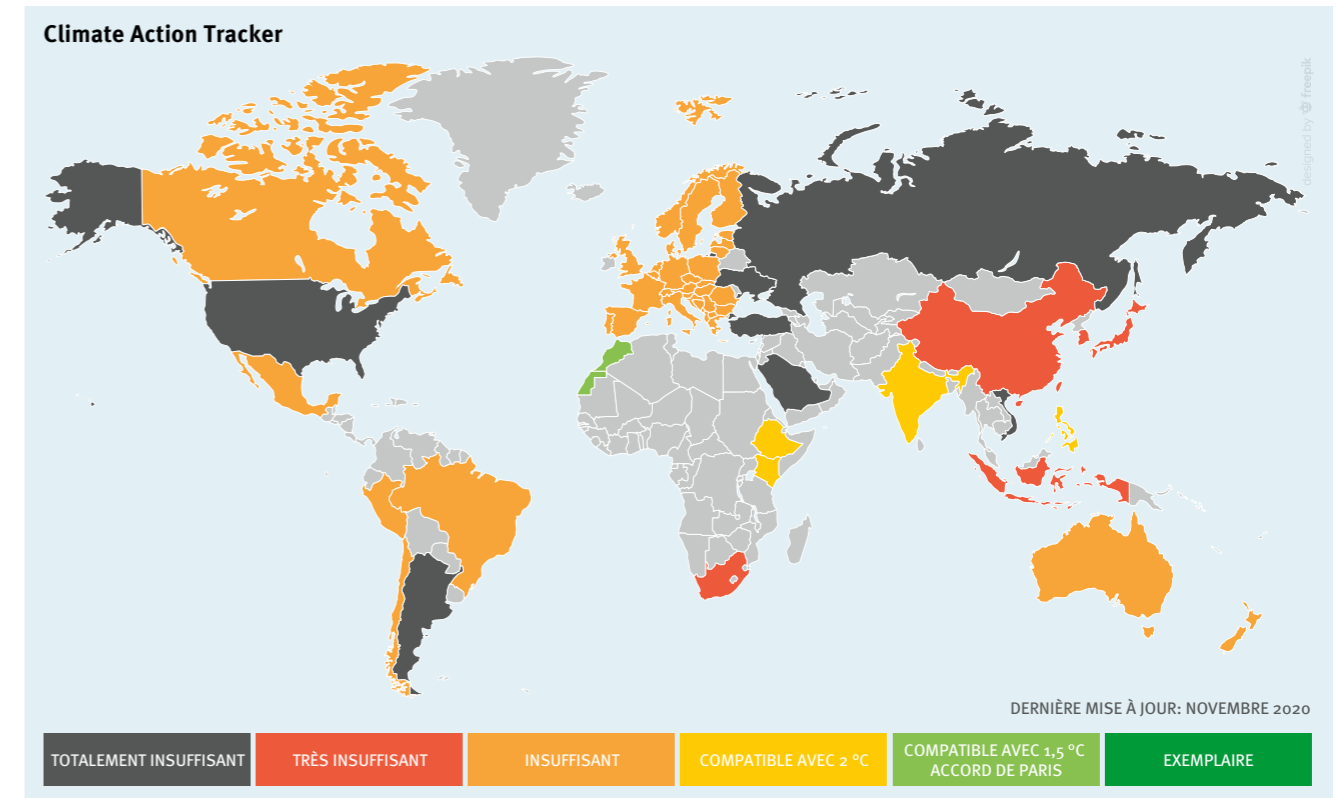 Climate Action Tracker
designed by freepik
DERNIÈRE MISE À JOUR: NOVEMBRE 2020
TOTALEMENT INSUFFISANT
TRÈS INSUFFISANT
INSUFFISANT
COMPATIBLE AVEC 2 °C
COMPATIBLE AVEC 1,5 °C
ACCORD DE PARIS
EXEMPLAIRE